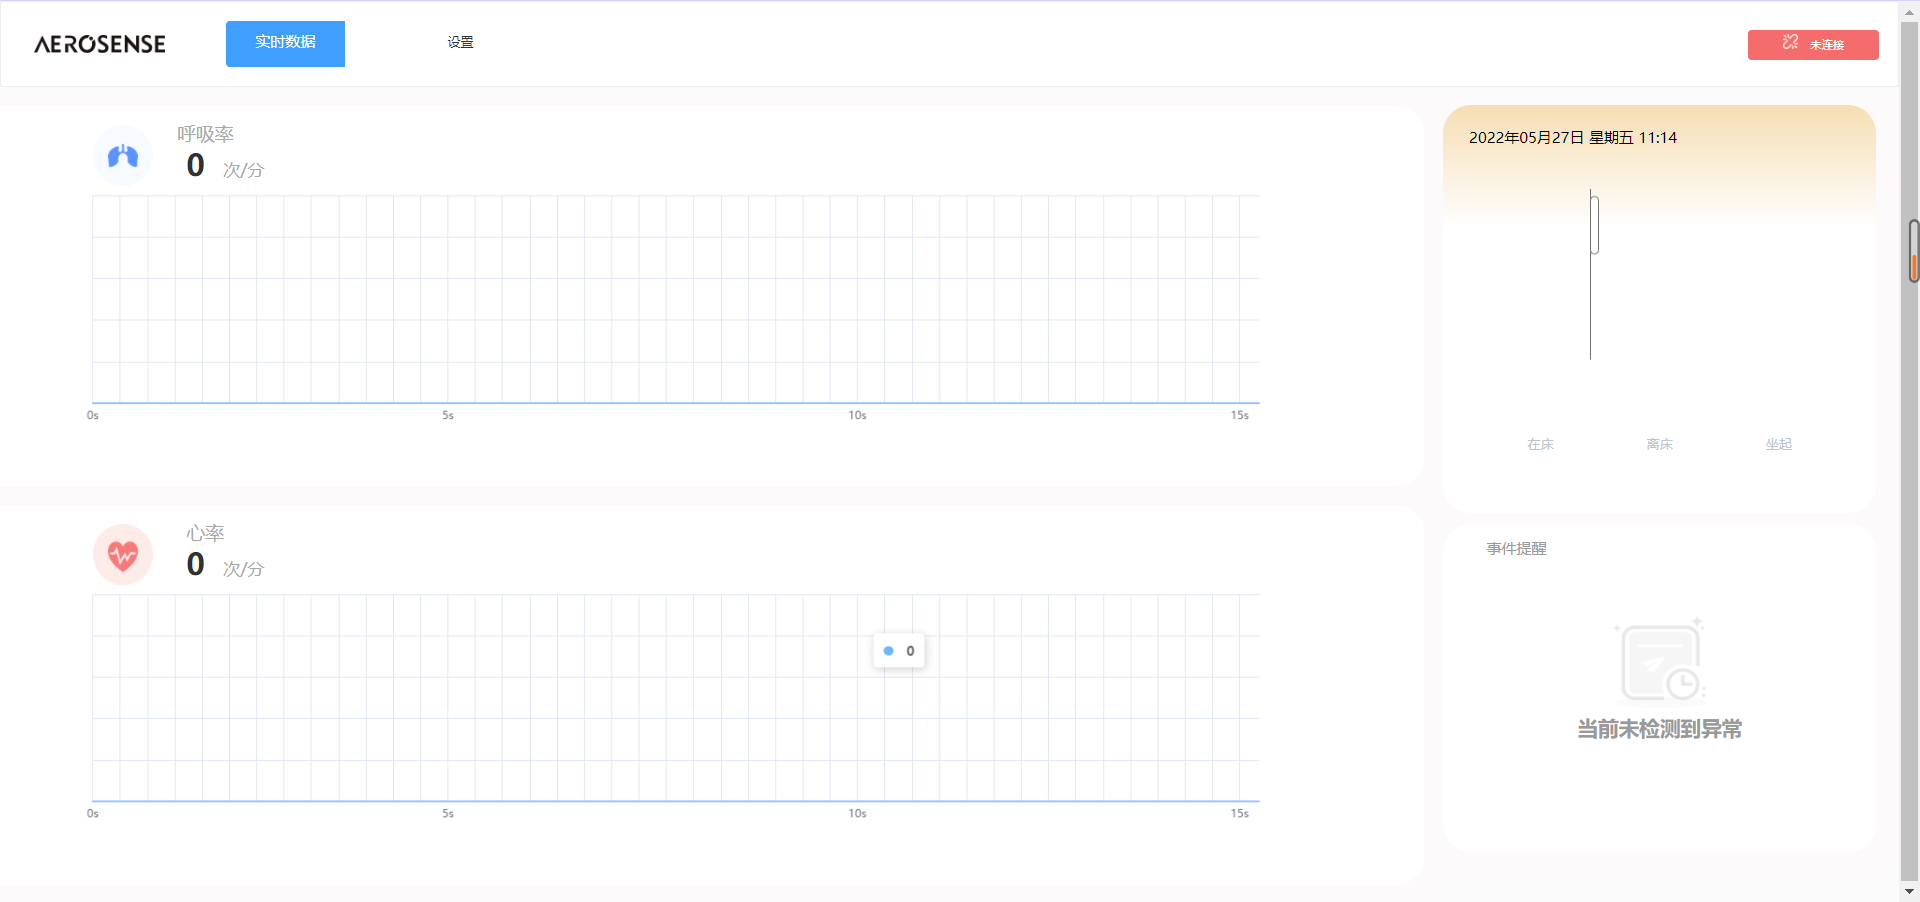 AEROSENSE
实时数据
设置
未连接
呼吸率
0 次/分
0s 5s 10s 15s
心率
0 次/分
0
0s 5s 10s 15s
2022年05月27日 星期五 11:14
在床 离床 坐起
事件提醒
当前未检测到异常